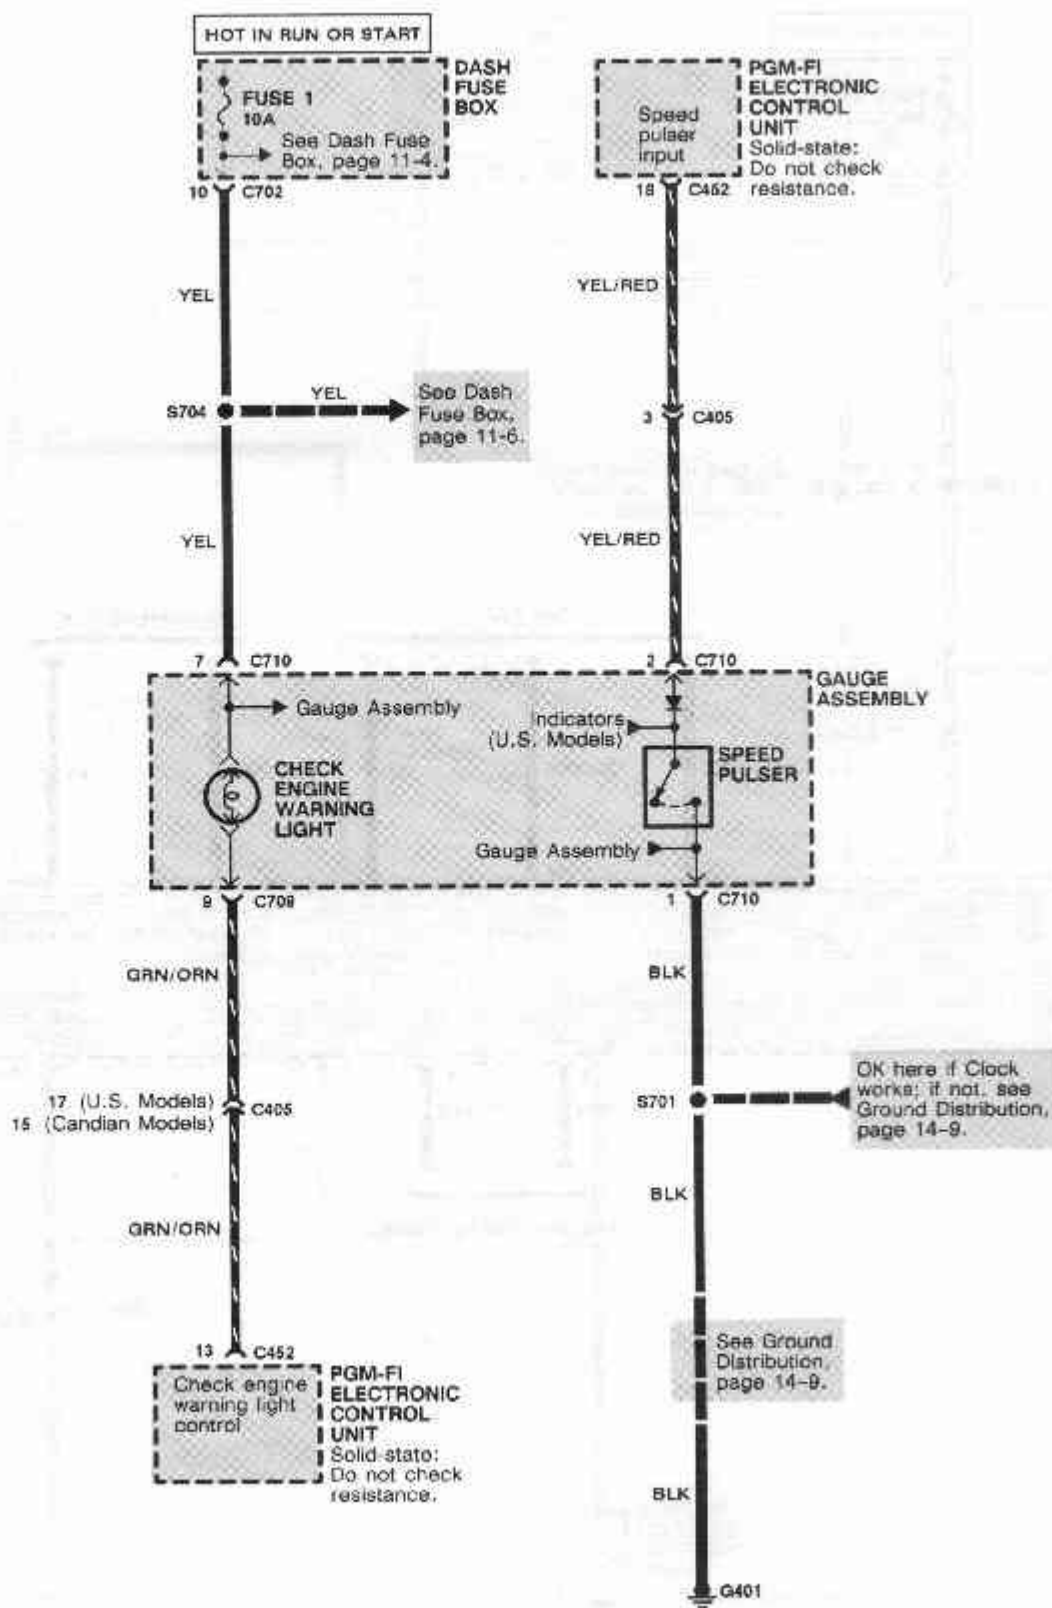 HOT IN RUN OR START
DASH
FUSE
BOX
FUSE 1
10A
See Dash Fuse
Box, page 11-4.
10
C702
PGM-FI
ELECTRONIC
CONTROL
UNIT
Solid-state:
Do not check
resistance.
Speed
pulser
input
18
C452
YEL
YEL/RED
S704
YEL
See Dash
Fuse Box,
page 11-6.
3
C405
YEL
YEL/RED
7
C710
2
C710
GAUGE
ASSEMBLY
Gauge Assembly
Indicators
(U.S. Models)
SPEED
PULSER
CHECK
ENGINE
WARNING
LIGHT
Gauge Assembly
9
C709
1
C710
GRN/ORN
BLK
17 (U.S. Models)
15 (Candian Models)
C405
S701
OK here if Clock
works; if not, see
Ground Distribution,
page 14-9.
BLK
GRN/ORN
See Ground
Distribution,
page 14-9.
13
C452
Check engine
warning light
control
PGM-FI
ELECTRONIC
CONTROL
UNIT
Solid-state:
Do not check
resistance.
BLK
G401